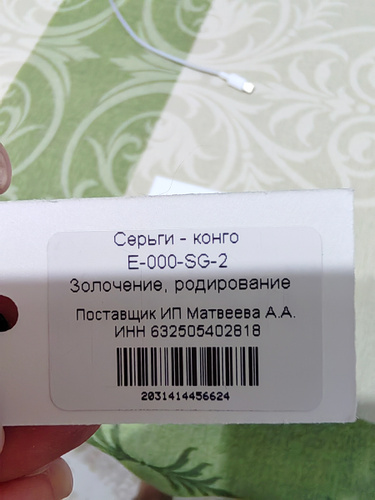 Серьги - конго
E-000-SG-2
Золочение, родирование
Поставщик ИП Матвеева А.А.
ИНН 632505402818
2031414456624